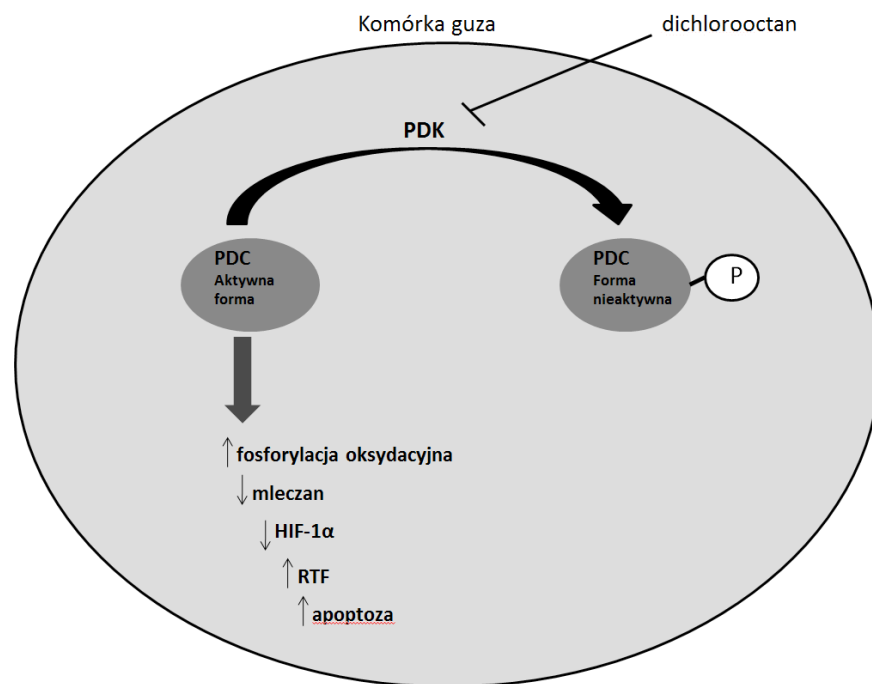 Komórka guza
dichlorooctan
PDK
PDC
Aktywna
forma
PDC
Forma
nieaktywna
P
↑ fosforylacja oksydacyjna
↓ mleczan
↓ HIF-1α
↑ RTF
↑ apoptoza